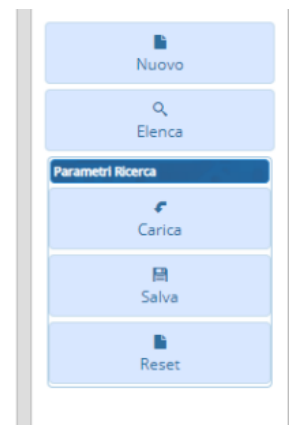 Nuovo
Elenca
Parametri Ricerca
Carica
Salva
Reset